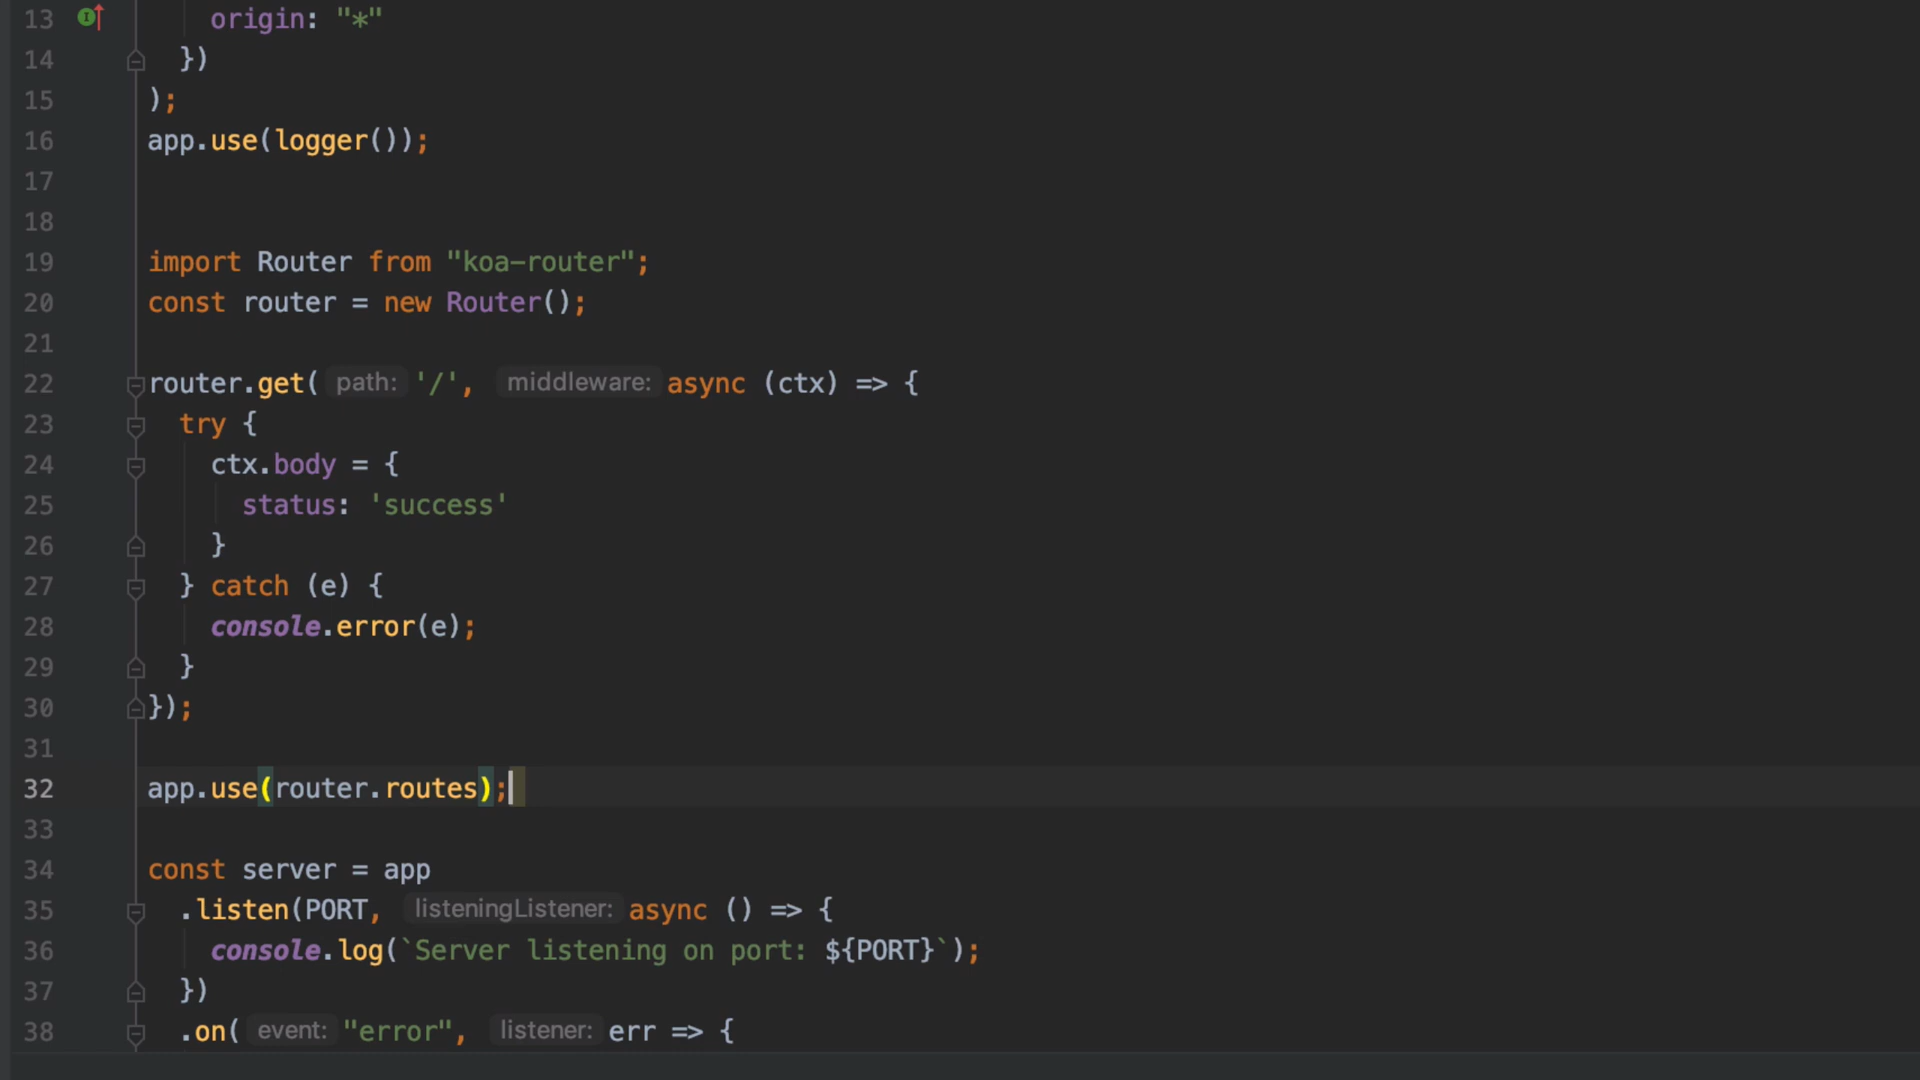 13 origin: "*"
14 })
15 );
16 app.use(logger());
17
18
19 import Router from "koa-router";
20 const router = new Router();
21
22 router.get( path: '/', middleware: async (ctx) => {
23 try {
24 ctx.body = {
25 status: 'success'
26 }
27 } catch (e) {
28 console.error(e);
29 }
30 });
31
32 app.use(router.routes);
33
34 const server = app
35 .listen(PORT, listeningListener: async () => {
36 console.log(`Server listening on port: ${PORT}`);
37 })
38 .on( event: "error", listener: err => {